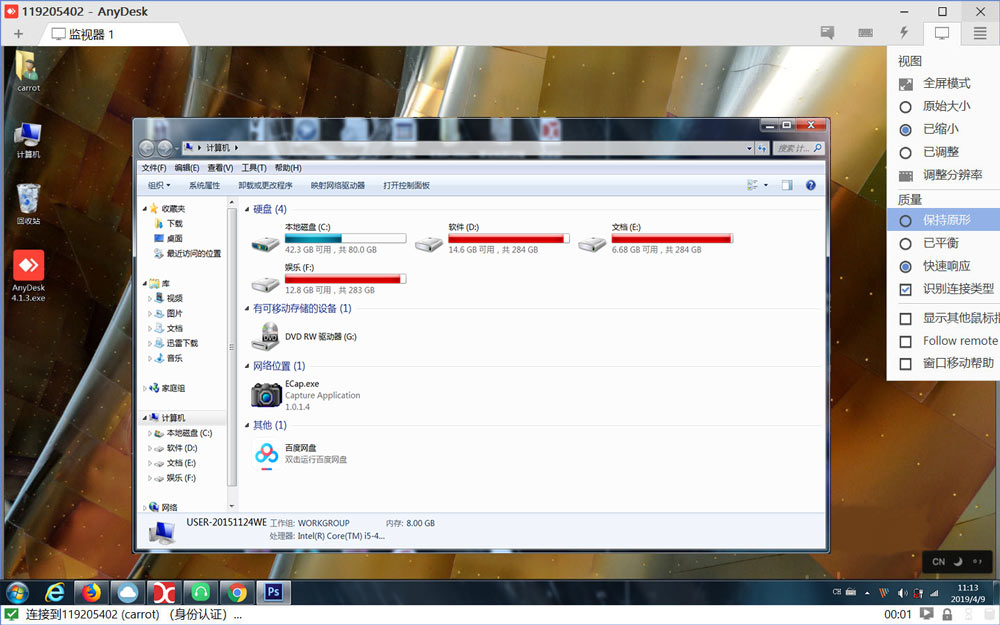 119205402 - AnyDesk
监视器 1
视图
全屏模式
原始大小
已缩小
已调整
调整分辨率
质量
保持原形
已平衡
快速响应
识别连接类型
显示其他鼠标
Follow remote
窗口移动帮助
carrot
计算机
回收站
AnyDesk
4.1.3.exe
计算机
搜索 计...
文件(F) 编辑(E) 查看(V) 工具(T) 帮助(H)
组织 系统属性 卸载或更改程序 映射网络驱动器 打开控制面板
收藏夹
下载
桌面
最近访问的位置
库
视频
图片
文档
迅雷下载
音乐
家庭组
计算机
本地磁盘 (C:)
软件 (D:)
文档 (E:)
娱乐 (F:)
网络
硬盘 (4)
本地磁盘 (C:)
42.3 GB 可用，共 80.0 GB
软件 (D:)
14.6 GB 可用，共 284 GB
文档 (E:)
6.68 GB 可用，共 284 GB
娱乐 (F:)
12.8 GB 可用，共 283 GB
有可移动存储的设备 (1)
DVD
DVD RW 驱动器 (G:)
网络位置 (1)
ECap.exe
Capture Application
1.0.1.4
其他 (1)
百度网盘
双击运行百度网盘
USER-20151124WE 工作组: WORKGROUP 内存: 8.00 GB
处理器: Intel(R) Core(TM) i5-4...
CN
Ps
CH
11:13
2019/4/9
连接到119205402 (carrot) （身份认证） ...
00:01